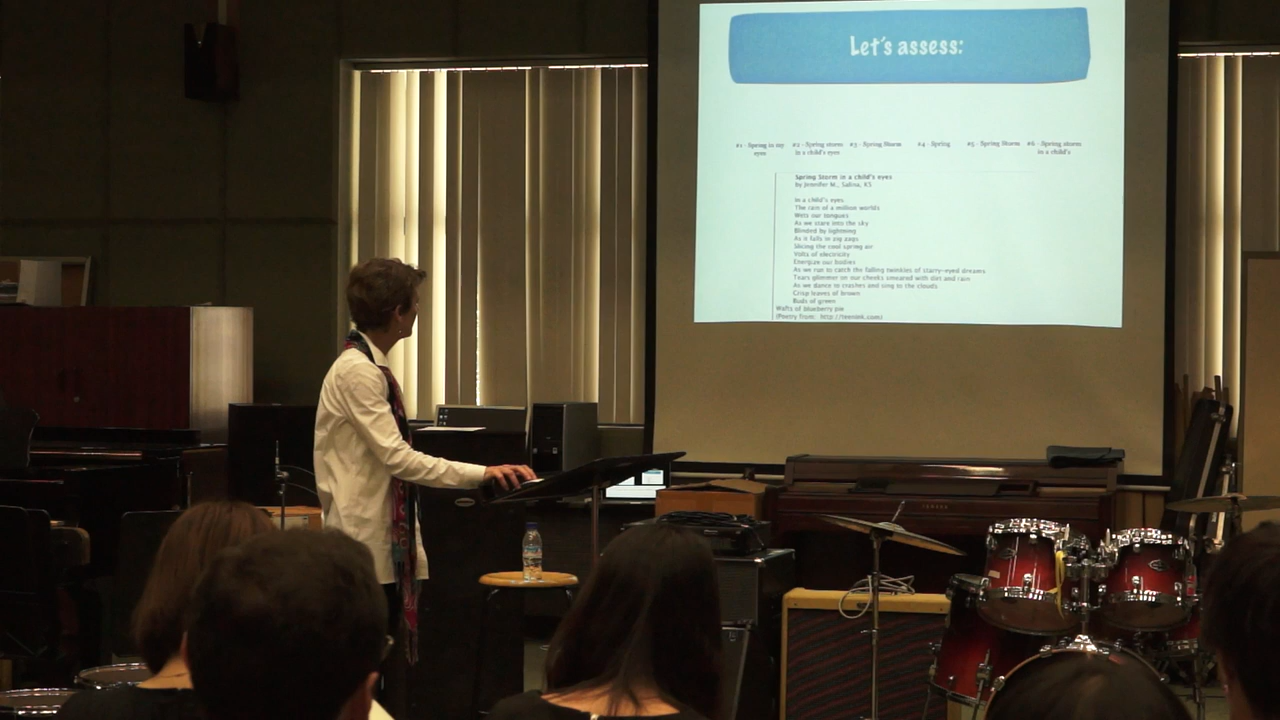 Let's assess:
#1 - Spring in my eyes
#2 - Spring storm in a child's eyes
#3 - Spring Storm
#4 - Spring
#5 - Spring Storm
#6 - Spring storm in a child's
Spring Storm in a child's eyes
by Jennifer M., Salina, KS
In a child's eyes
The rain of a million worlds
Wets our tongues
As we stare into the sky
Blinded by lightning
As it falls in zig zags
Slicing the cool spring air
Volts of electricity
Energize our bodies
As we run to catch the falling twinkles of starry-eyed dreams
Tears glimmer on our cheeks smeared with dirt and rain
As we dance to crashes and sing to the clouds
Crisp leaves of brown
Buds of green
Wafts of blueberry pie
(Poetry from: http://teenink.com)
YAMAHA